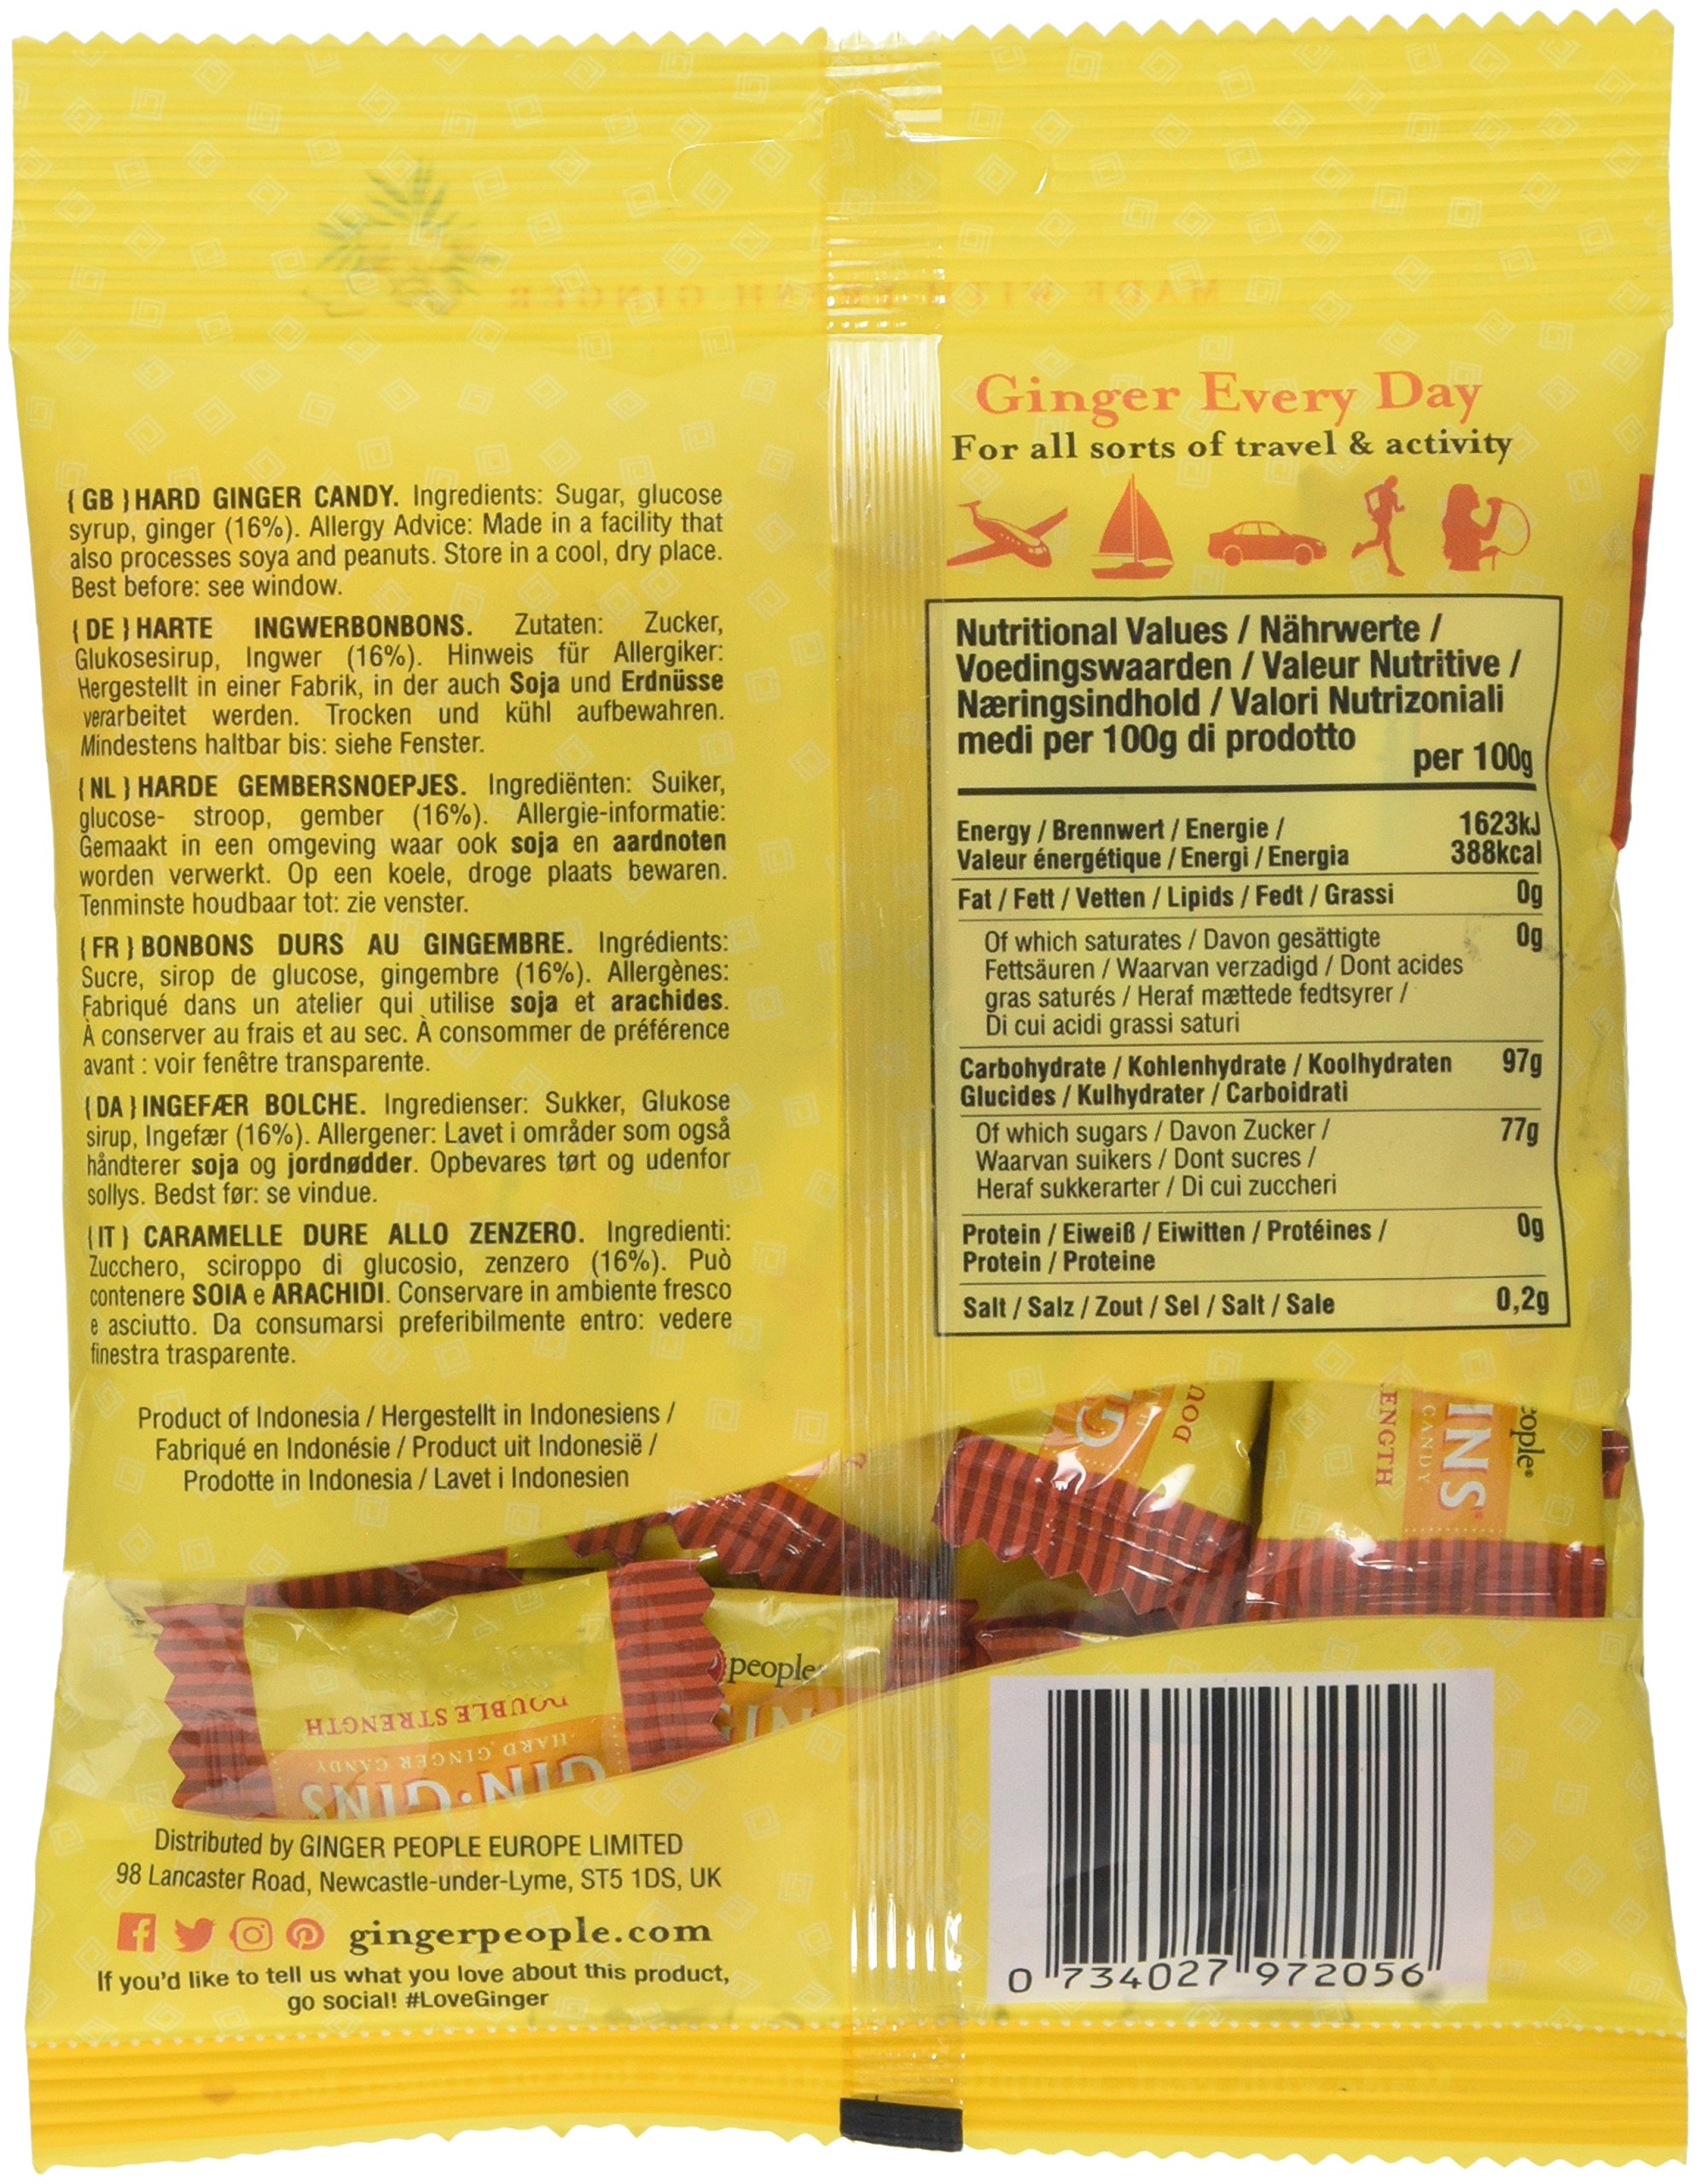 Ginger Every Day
For all sorts of travel & activity
{ GB } HARD GINGER CANDY. Ingredients: Sugar, glucose
syrup, ginger (16%). Allergy Advice: Made in a facility that
also processes soya and peanuts. Store in a cool, dry place.
Best before: see window.
{ DE } HARTE INGWERBONBONS. Zutaten: Zucker,
Glukosesirup, Ingwer (16%). Hinweis für Allergiker:
Hergestellt in einer Fabrik, in der auch Soja und Erdnüsse
verarbeitet werden. Trocken und kühl aufbewahren.
Mindestens haltbar bis: siehe Fenster.
{ NL } HARDE GEMBERSNOEPJES. Ingrediënten: Suiker,
glucose- stroop, gember (16%). Allergie-informatie:
Gemaakt in een omgeving waar ook soja en aardnoten
worden verwerkt. Op een koele, droge plaats bewaren.
Tenminste houdbaar tot: zie venster.
{ FR } BONBONS DURS AU GINGEMBRE. Ingrédients:
Sucre, sirop de glucose, gingembre (16%). Allergènes:
Fabriqué dans un atelier qui utilise soja et arachides.
À conserver au frais et au sec. À consommer de préférence
avant : voir fenêtre transparente.
{ DA } INGEFÆR BOLCHE. Ingredienser: Sukker, Glukose
sirup, Ingefær (16%). Allergener: Lavet i områder som også
håndterer soja og jordnødder. Opbevares tørt og udenfor
sollys. Bedst før: se vindue.
{ IT } CARAMELLE DURE ALLO ZENZERO. Ingredienti:
Zucchero, sciroppo di glucosio, zenzero (16%). Può
contenere SOIA e ARACHIDI. Conservare in ambiente fresco
e asciutto. Da consumarsi preferibilmente entro: vedere
finestra trasparente.
Product of Indonesia / Hergestellt in Indonesiens /
Fabriqué en Indonésie / Product uit Indonesië /
Prodotte in Indonesia / Lavet i Indonesien
Nutritional Values / Nährwerte /
Voedingswaarden / Valeur Nutritive /
Næringsindhold / Valori Nutrizoniali
medi per 100g di prodotto
per 100g
Energy / Brennwert / Energie / 1623kJ
Valeur énergétique / Energi / Energia 388kcal
Fat / Fett / Vetten / Lipids / Fedt / Grassi 0g
Of which saturates / Davon gesättigte 0g
Fettsäuren / Waarvan verzadigd / Dont acides
gras saturés / Heraf mættede fedtsyrer /
Di cui acidi grassi saturi
Carbohydrate / Kohlenhydrate / Koolhydraten 97g
Glucides / Kulhydrater / Carboidrati
Of which sugars / Davon Zucker / 77g
Waarvan suikers / Dont sucres /
Heraf sukkerarter / Di cui zuccheri
Protein / Eiweiß / Eiwitten / Protéines / 0g
Protein / Proteine
Salt / Salz / Zout / Sel / Salt / Sale 0,2g
people
DOUBLE STRENGTH
HARD GINGER CANDY
GIN·GINS
Distributed by GINGER PEOPLE EUROPE LIMITED
98 Lancaster Road, Newcastle-under-Lyme, ST5 1DS, UK
gingerpeople.com
If you'd like to tell us what you love about this product,
go social! #LoveGinger
0 734027 972056